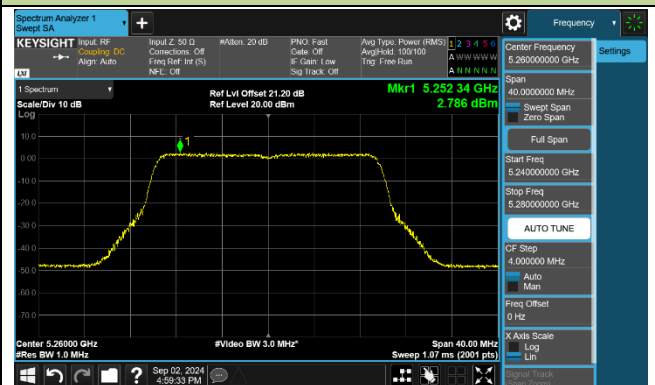 Spectrum Analyzer 1
Swept SA
Frequency
KEYSIGHT
Input: RF
Coupling: DC
Align: Auto
Input Z: 50 Ω
Corrections: Off
Freq Ref: Int (S)
NFE: Off
#Atten: 20 dB
PNO: Fast
Gate: Off
IF Gain: Low
Sig Track: Off
Avg Type: Power (RMS)
Avg|Hold: 100/100
Trig: Free Run
1 2 3 4 5 6
A W W W W W
A N N N N N
LXI
1 Spectrum
Scale/Div 10 dB
Log
Ref Lvl Offset 21.20 dB
Ref Level 20.00 dBm
Mkr1 5.252 34 GHz
2.786 dBm
1
10.0
0.00
-10.0
-20.0
-30.0
-40.0
-50.0
-60.0
-70.0
Center 5.26000 GHz
#Res BW 1.0 MHz
#Video BW 3.0 MHz*
Span 40.00 MHz
Sweep 1.07 ms (2001 pts)
Sep 02, 2024
4:59:33 PM
Center Frequency
5.260000000 GHz
Span
40.0000000 MHz
Swept Span
Zero Span
Full Span
Start Freq
5.240000000 GHz
Stop Freq
5.280000000 GHz
AUTO TUNE
CF Step
4.000000 MHz
Auto
Man
Freq Offset
0 Hz
X Axis Scale
Log
Lin
Signal Track
Settings